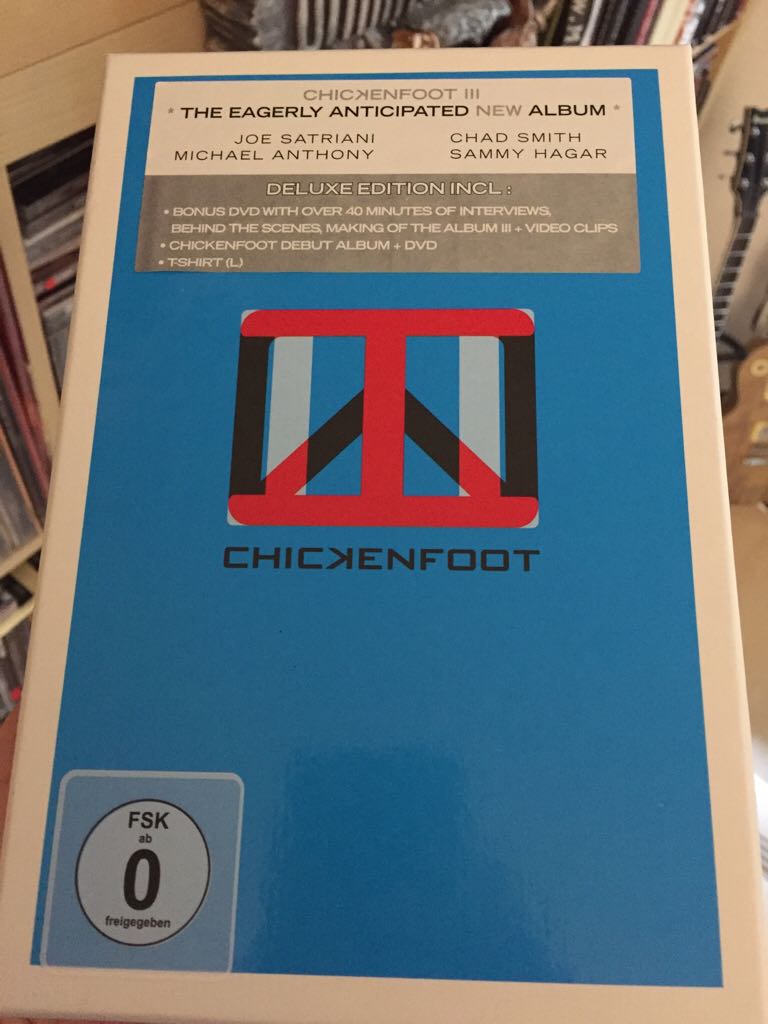 CHICKENFOOT III
* THE EAGERLY ANTICIPATED NEW ALBUM *
JOE SATRIANI CHAD SMITH
MICHAEL ANTHONY SAMMY HAGAR
DELUXE EDITION INCL.:
• BONUS DVD WITH OVER 40 MINUTES OF INTERVIEWS,
BEHIND THE SCENES, MAKING OF THE ALBUM III + VIDEO CLIPS
• CHICKENFOOT DEBUT ALBUM + DVD
• T-SHIRT (L)
CHICKENFOOT
FSK
ab
0
freigegeben